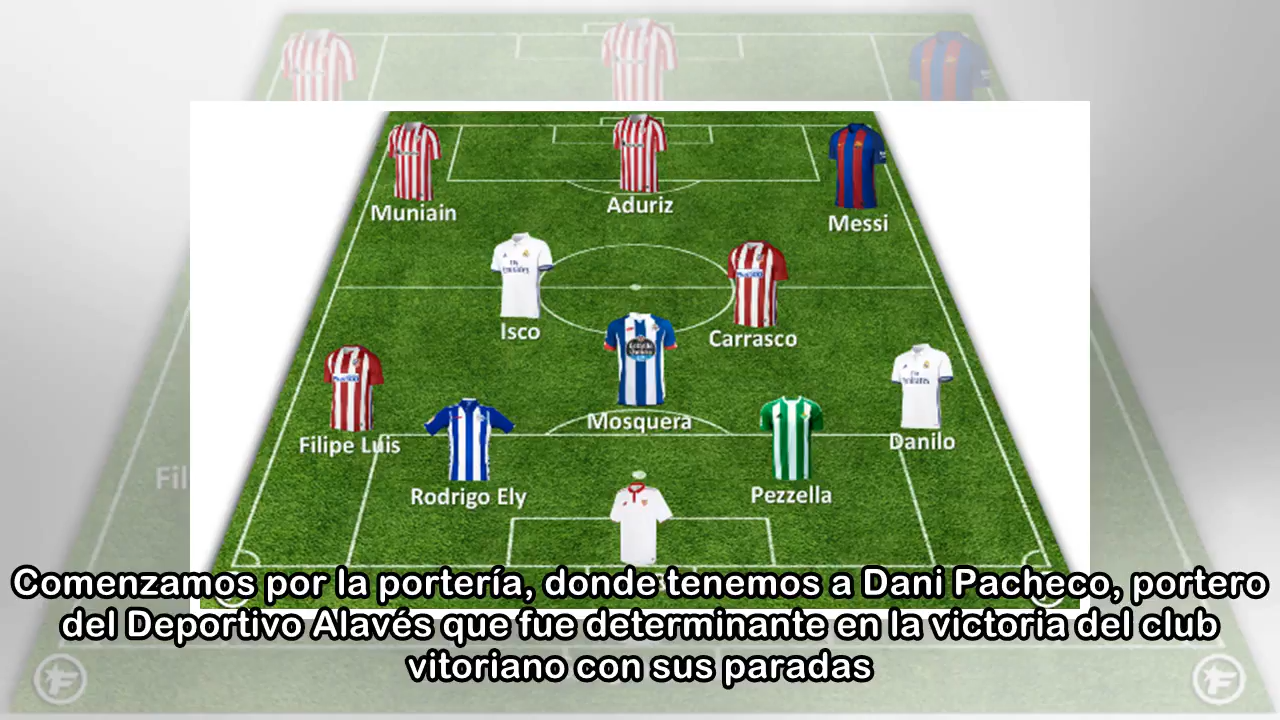 Muniain
Aduriz
Messi
Isco
Carrasco
Mosquera
Filipe Luis
Danilo
Rodrigo Ely
Pezzella
Fil
Comenzamos por la portería, donde tenemos a Dani Pacheco, portero
del Deportivo Alavés que fue determinante en la victoria del club
vitoriano con sus paradas